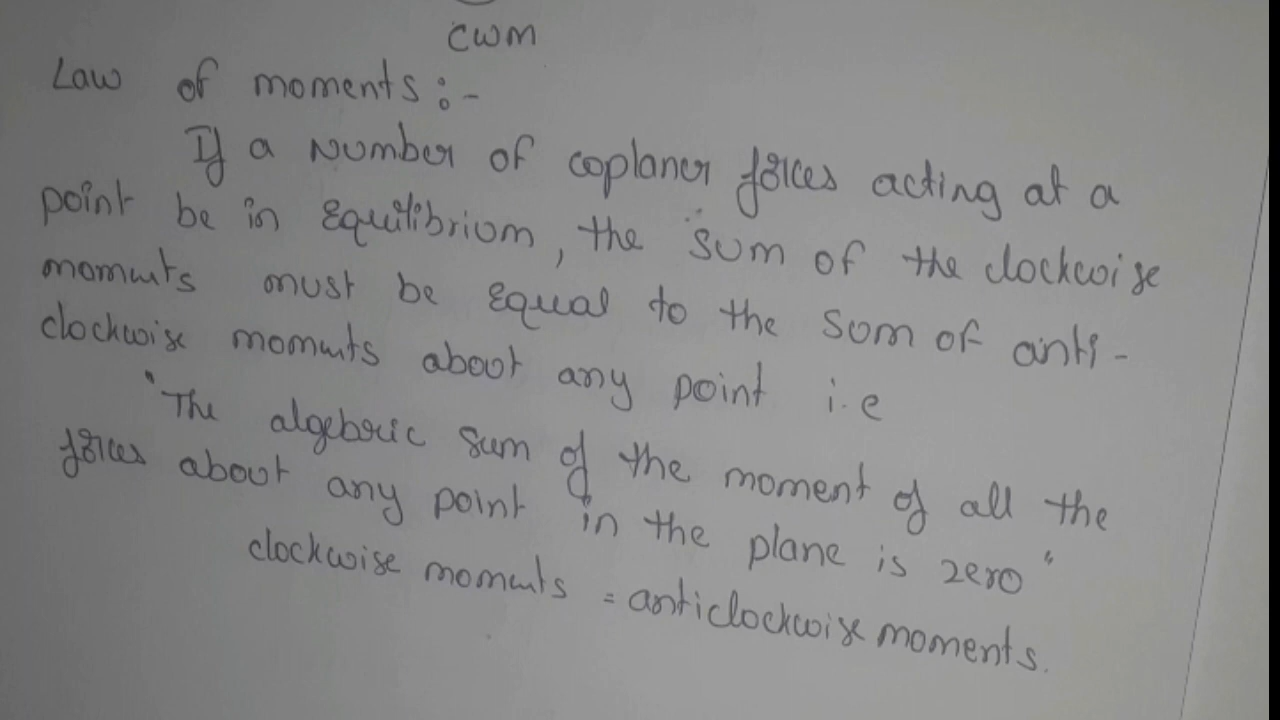 CWM
Law of moments :-
If a Number of coplaner forces acting at a
point be in Equilibrium, the sum of the clockwise
moments must be Equal to the sum of anti-
clockwise moments about any point i.e
"The algebric sum of the moment of all the
forces about any point in the plane is zero"
clockwise moments = anticlockwise moments.